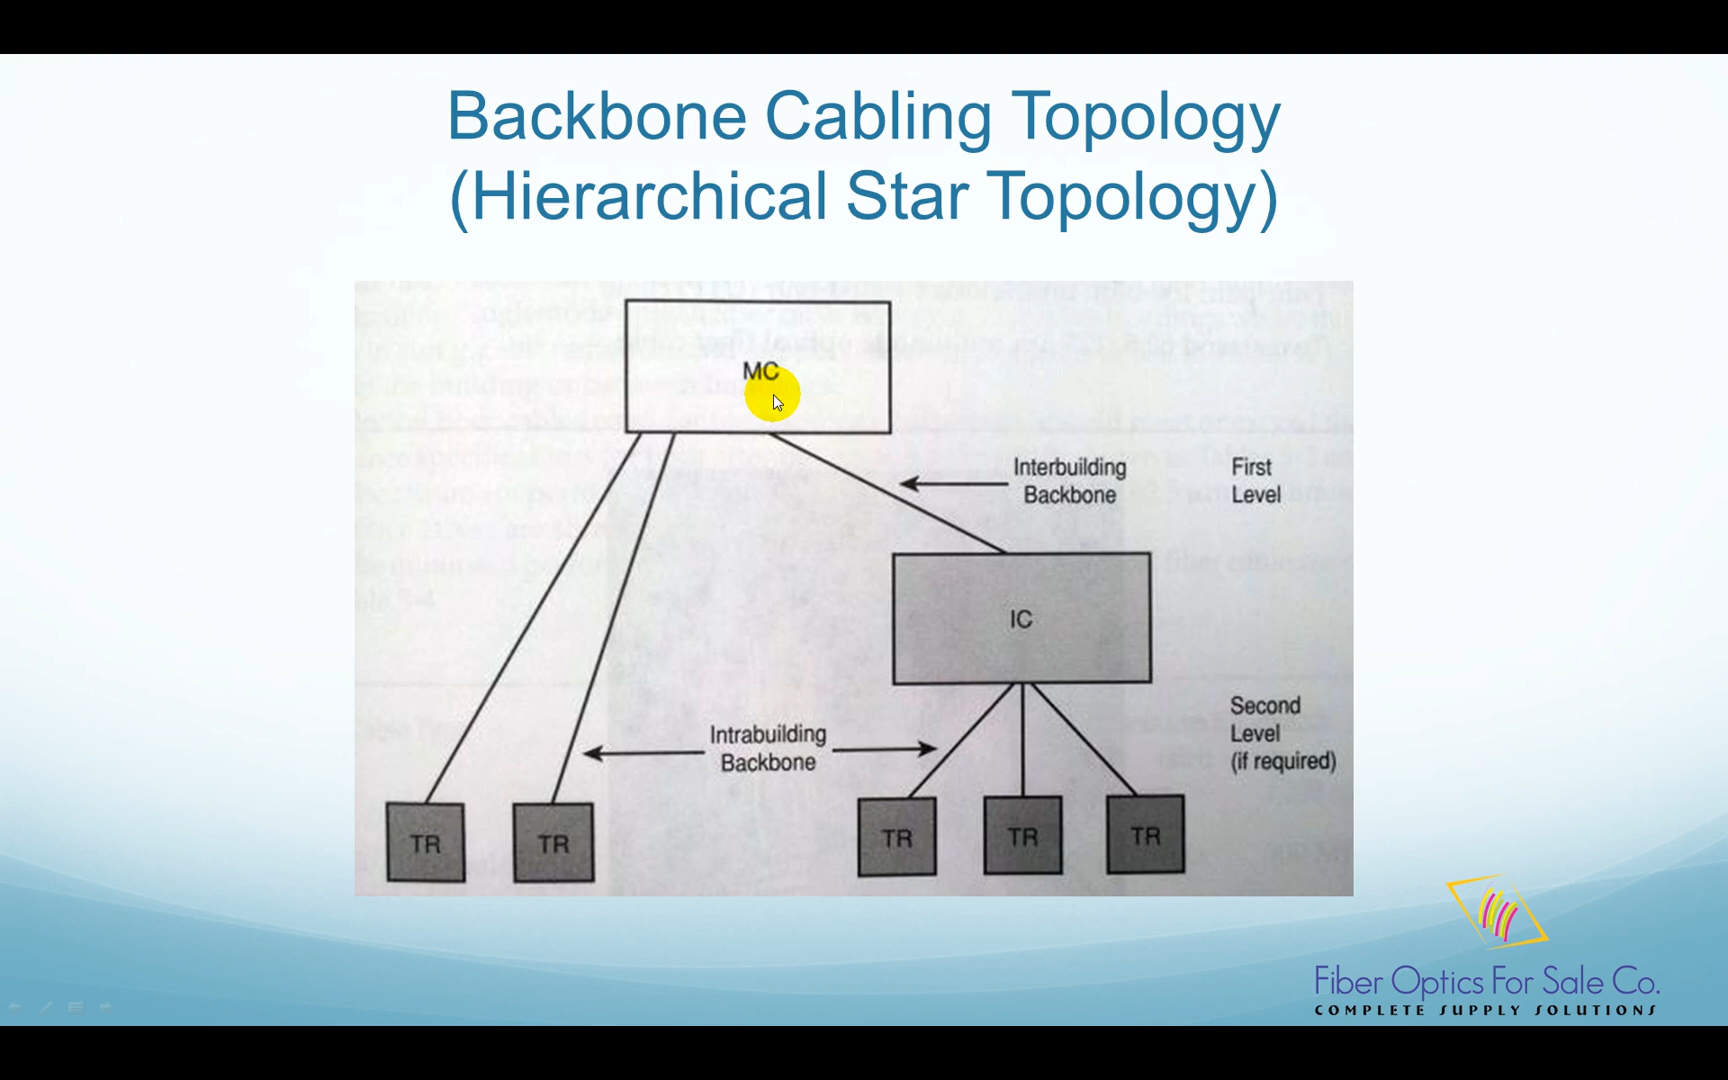 Backbone Cabling Topology
(Hierarchical Star Topology)
MC
Interbuilding
Backbone
First
Level
IC
Intrabuilding
Backbone
Second
Level
(if required)
TR
TR
TR
TR
TR
Fiber Optics For Sale Co.
COMPLETE SUPPLY SOLUTIONS